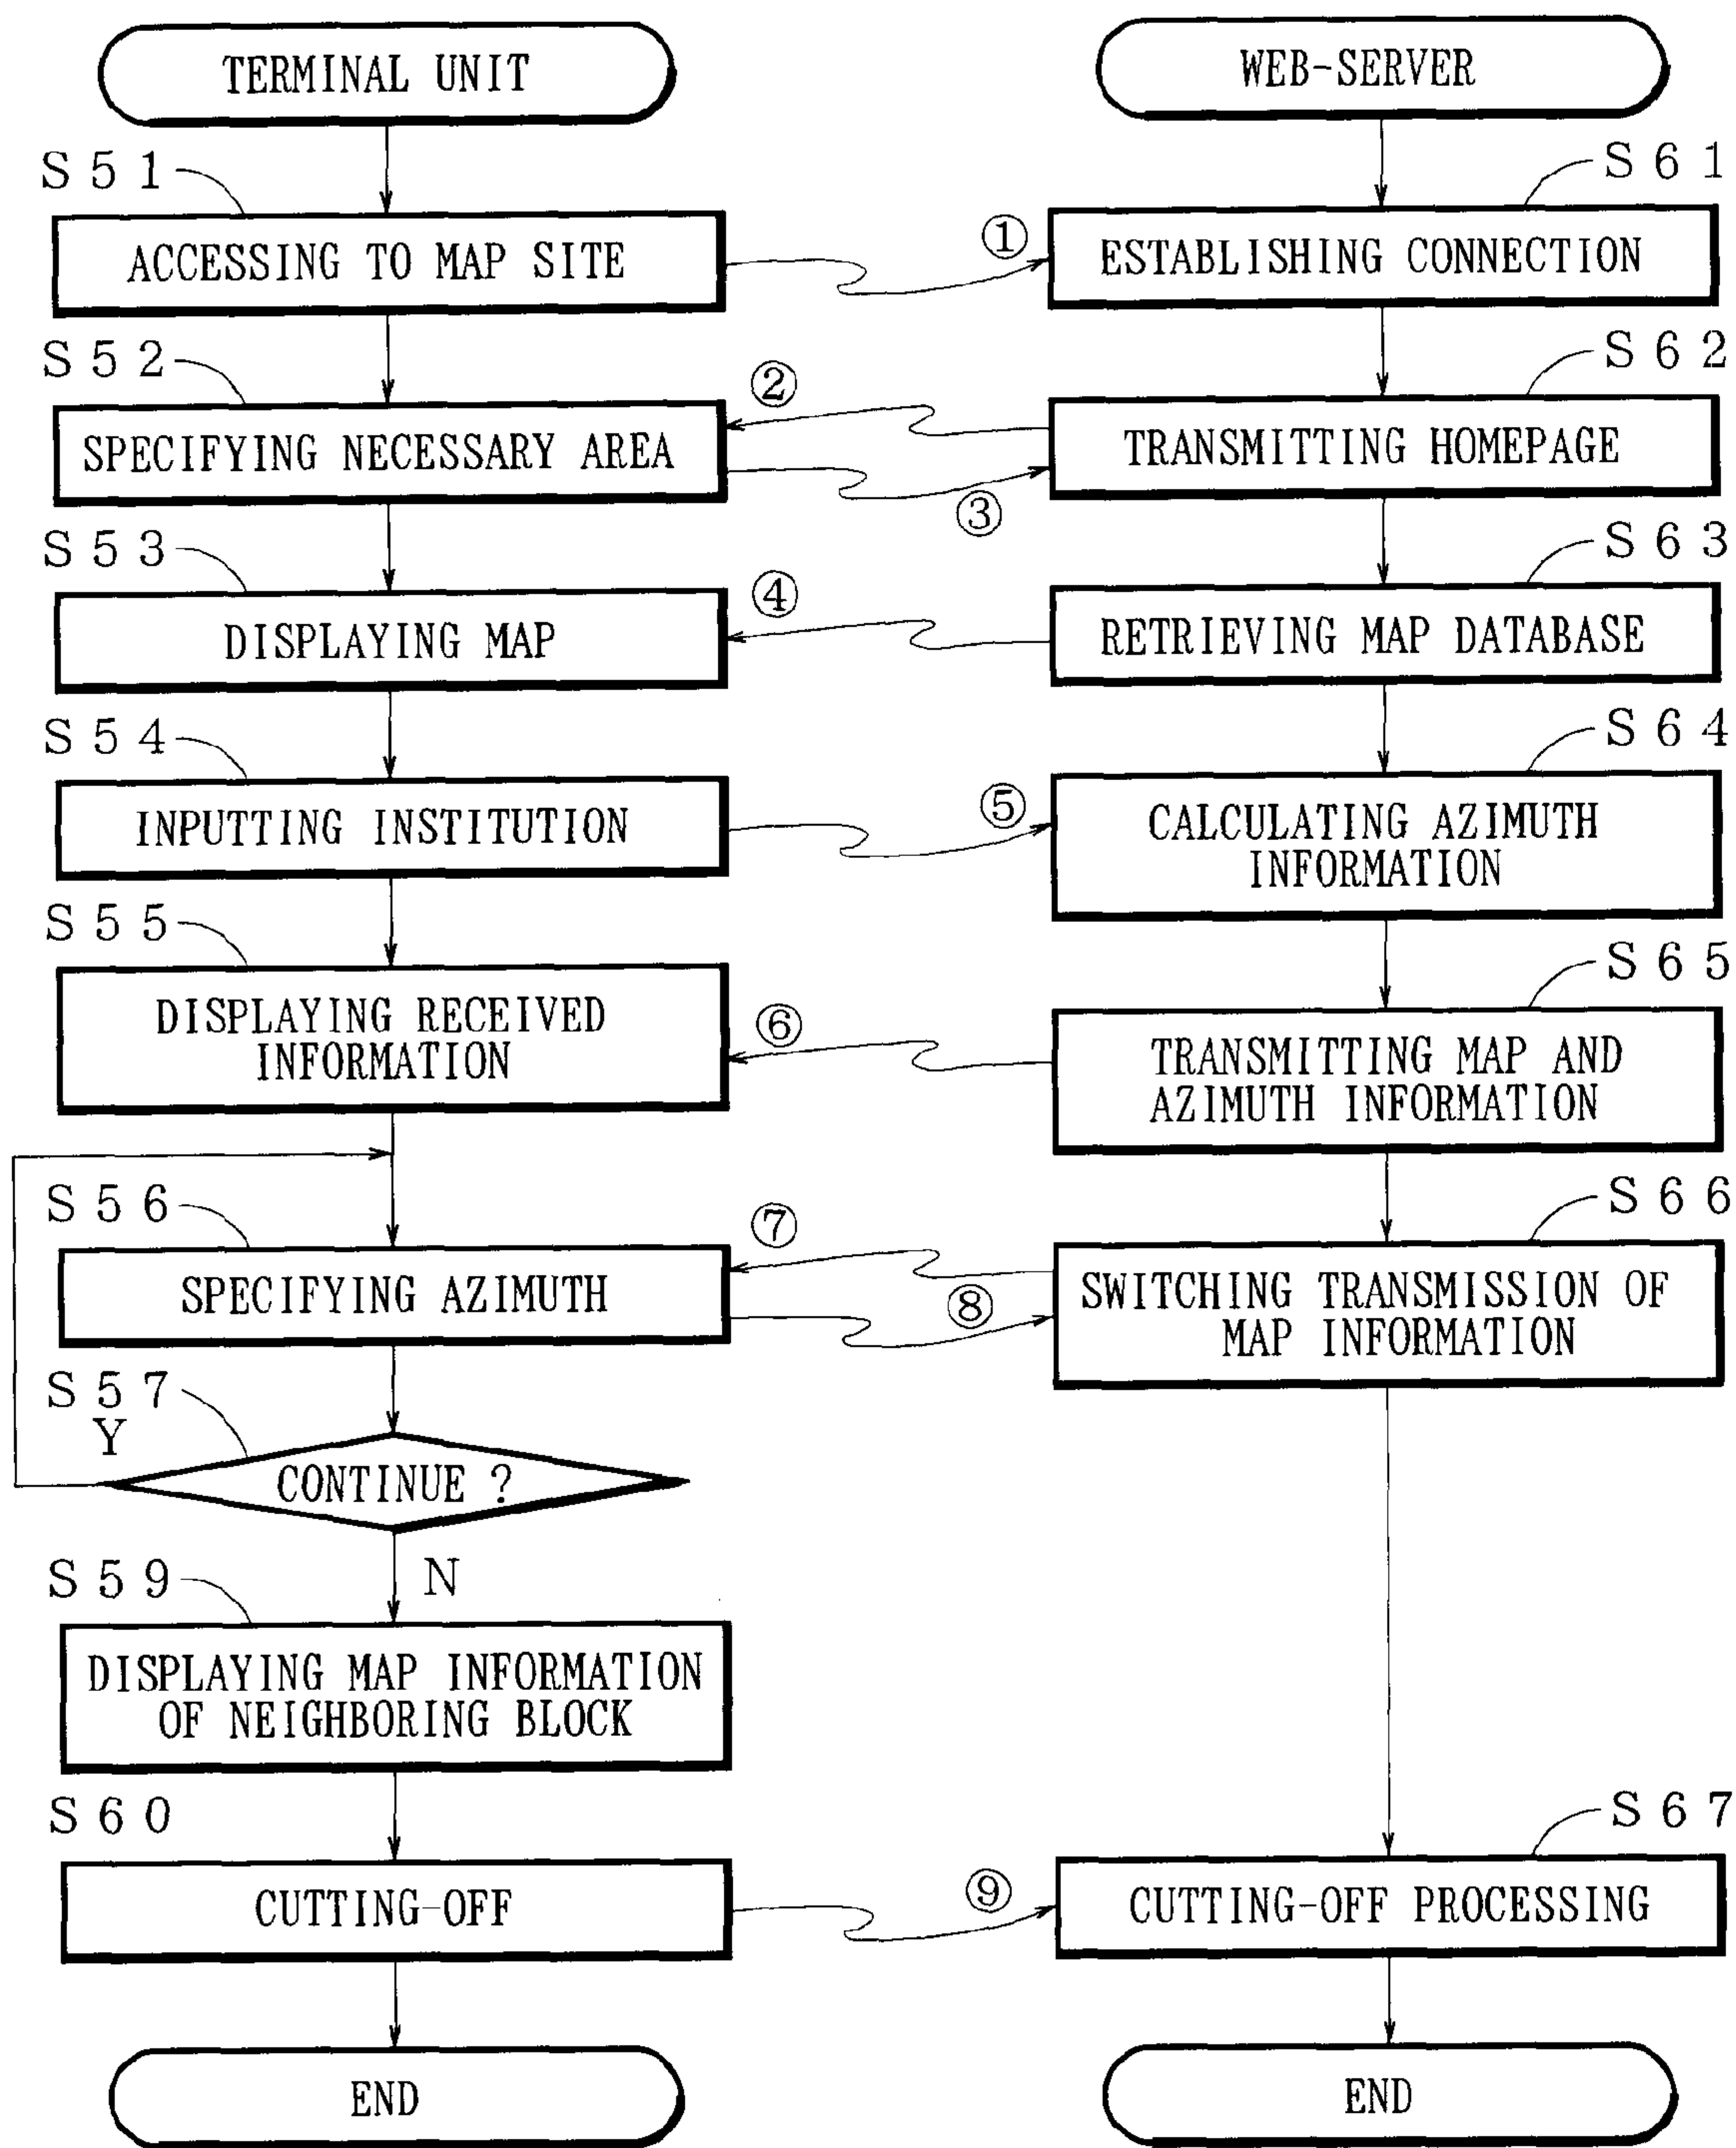 TERMINAL UNIT
S51
ACCESSING TO MAP SITE
S52
SPECIFYING NECESSARY AREA
S53
DISPLAYING MAP
S54
INPUTTING INSTITUTION
S55
DISPLAYING RECEIVED
INFORMATION
S56
SPECIFYING AZIMUTH
S57
Y
CONTINUE ?
N
S59
DISPLAYING MAP INFORMATION
OF NEIGHBORING BLOCK
S60
CUTTING-OFF
END
①
②
③
④
⑤
⑥
⑦
⑧
⑨
WEB-SERVER
S61
ESTABLISHING CONNECTION
S62
TRANSMITTING HOMEPAGE
S63
RETRIEVING MAP DATABASE
S64
CALCULATING AZIMUTH
INFORMATION
S65
TRANSMITTING MAP AND
AZIMUTH INFORMATION
S66
SWITCHING TRANSMISSION OF
MAP INFORMATION
S67
CUTTING-OFF PROCESSING
END